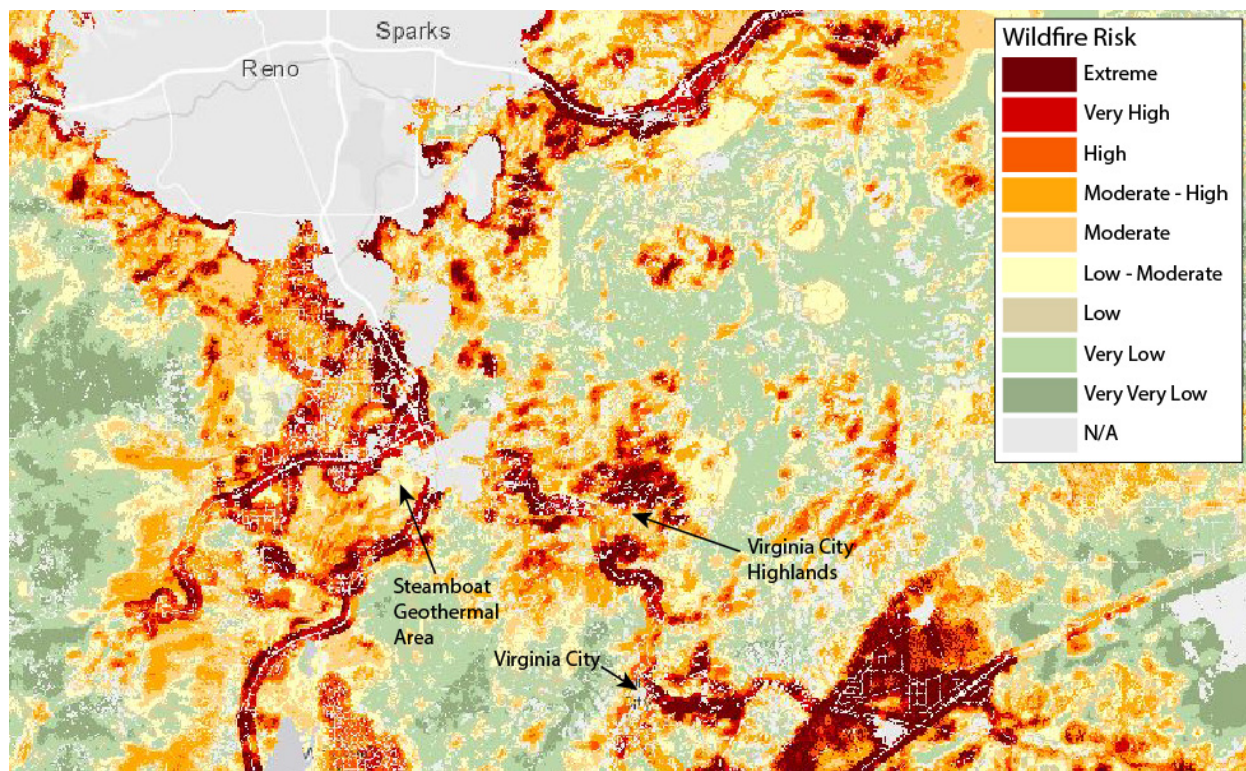 Sparks
Reno
Wildfire Risk
Extreme
Very High
High
Moderate - High
Moderate
Low - Moderate
Low
Very Low
Very Very Low
N/A
Virginia City
Highlands
Steamboat
Geothermal
Area
Virginia City